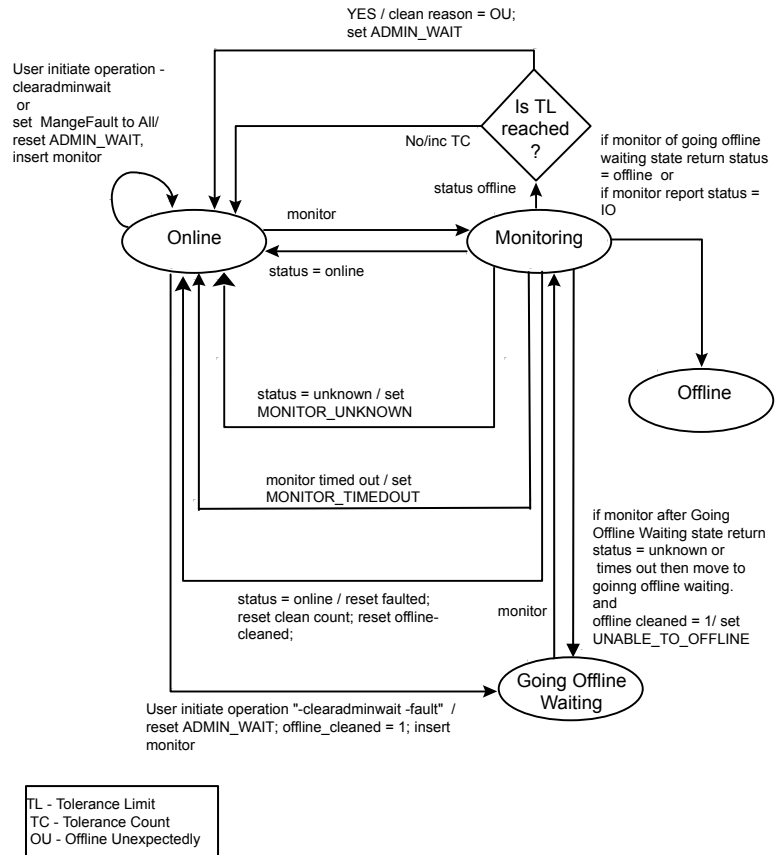 YES / clean reason = OU;
set ADMIN_WAIT
User initiate operation -
clearadminwait
or
set MangeFault to All/
reset ADMIN_WAIT,
insert monitor
Is TL
reached
?
No/inc TC
if monitor of going offline
waiting state return status
= offline or
if monitor report status =
IO
status offline
monitor
Online
Monitoring
status = online
Offline
status = unknown / set
MONITOR_UNKNOWN
monitor timed out / set
MONITOR_TIMEDOUT
if monitor after Going
Offline Waiting state return
status = unknown or
times out then move to
goinng offline waiting.
and
offline cleaned = 1/ set
UNABLE_TO_OFFLINE
status = online / reset faulted;
reset clean count; reset offline-
cleaned;
monitor
Going Offline
Waiting
User initiate operation "-clearadminwait -fault" /
reset ADMIN_WAIT; offline_cleaned = 1; insert
monitor
TL - Tolerance Limit
TC - Tolerance Count
OU - Offline Unexpectedly